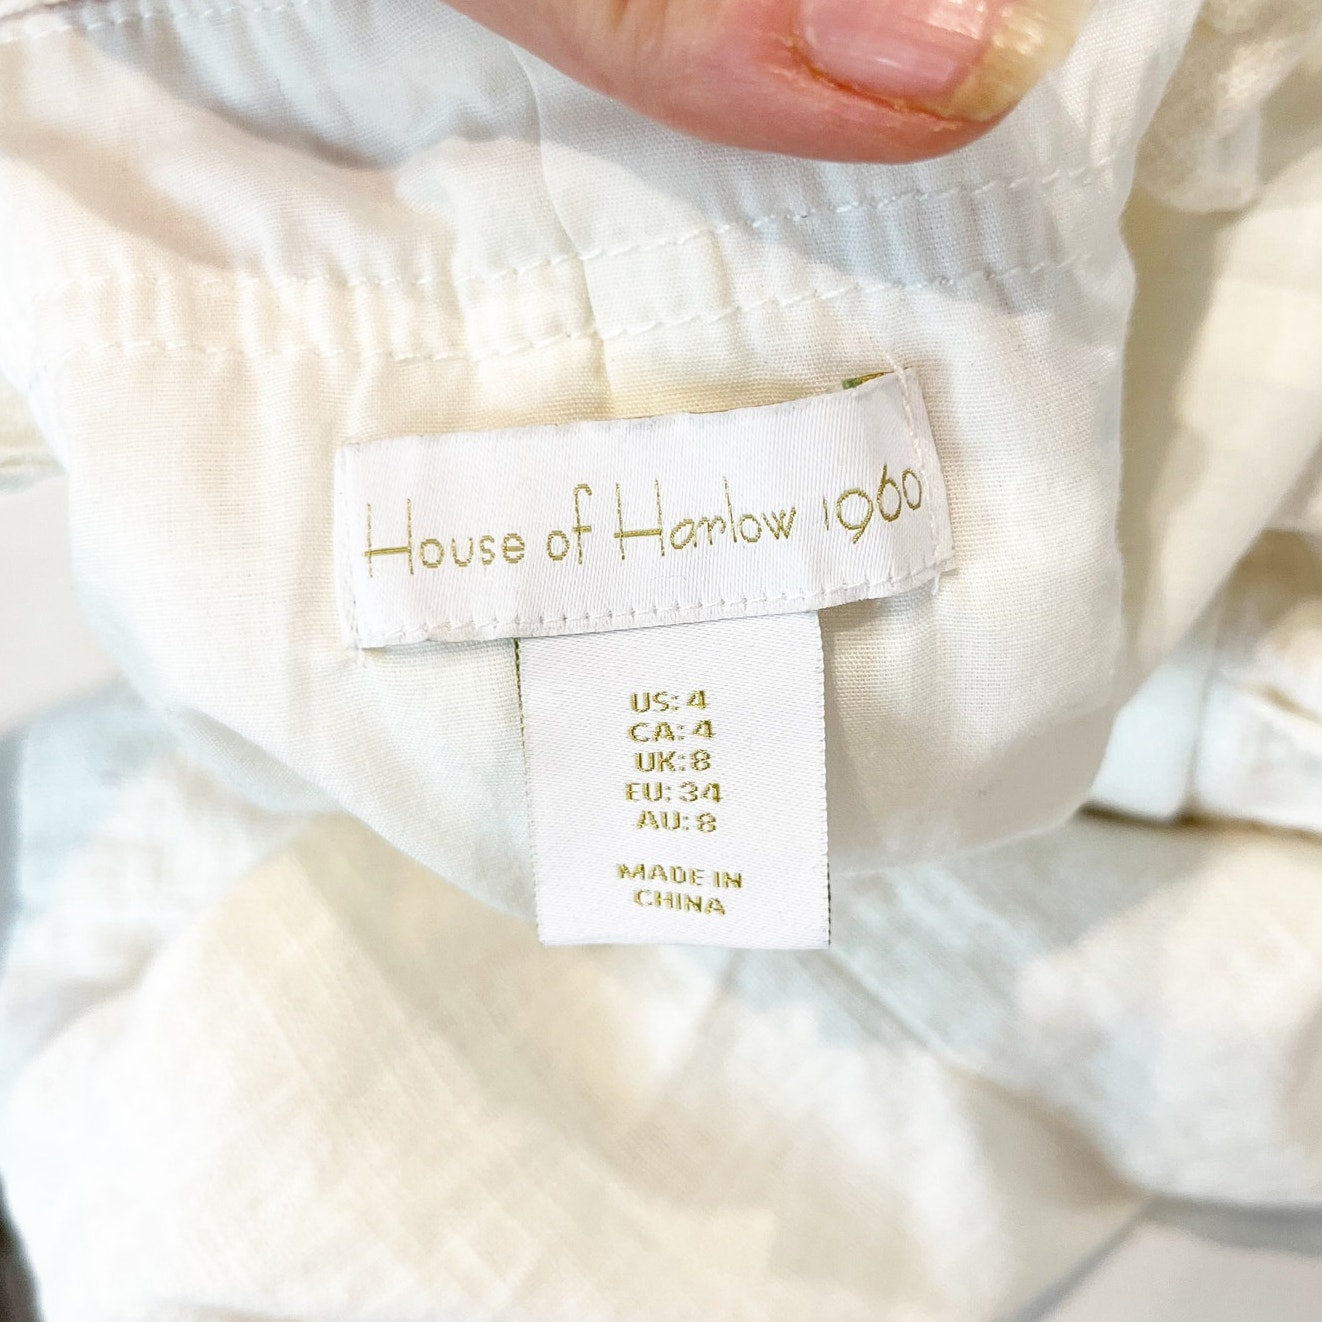 House of Harlow 1960
US: 4
CA: 4
UK: 8
EU: 34
AU: 8
MADE IN
CHINA